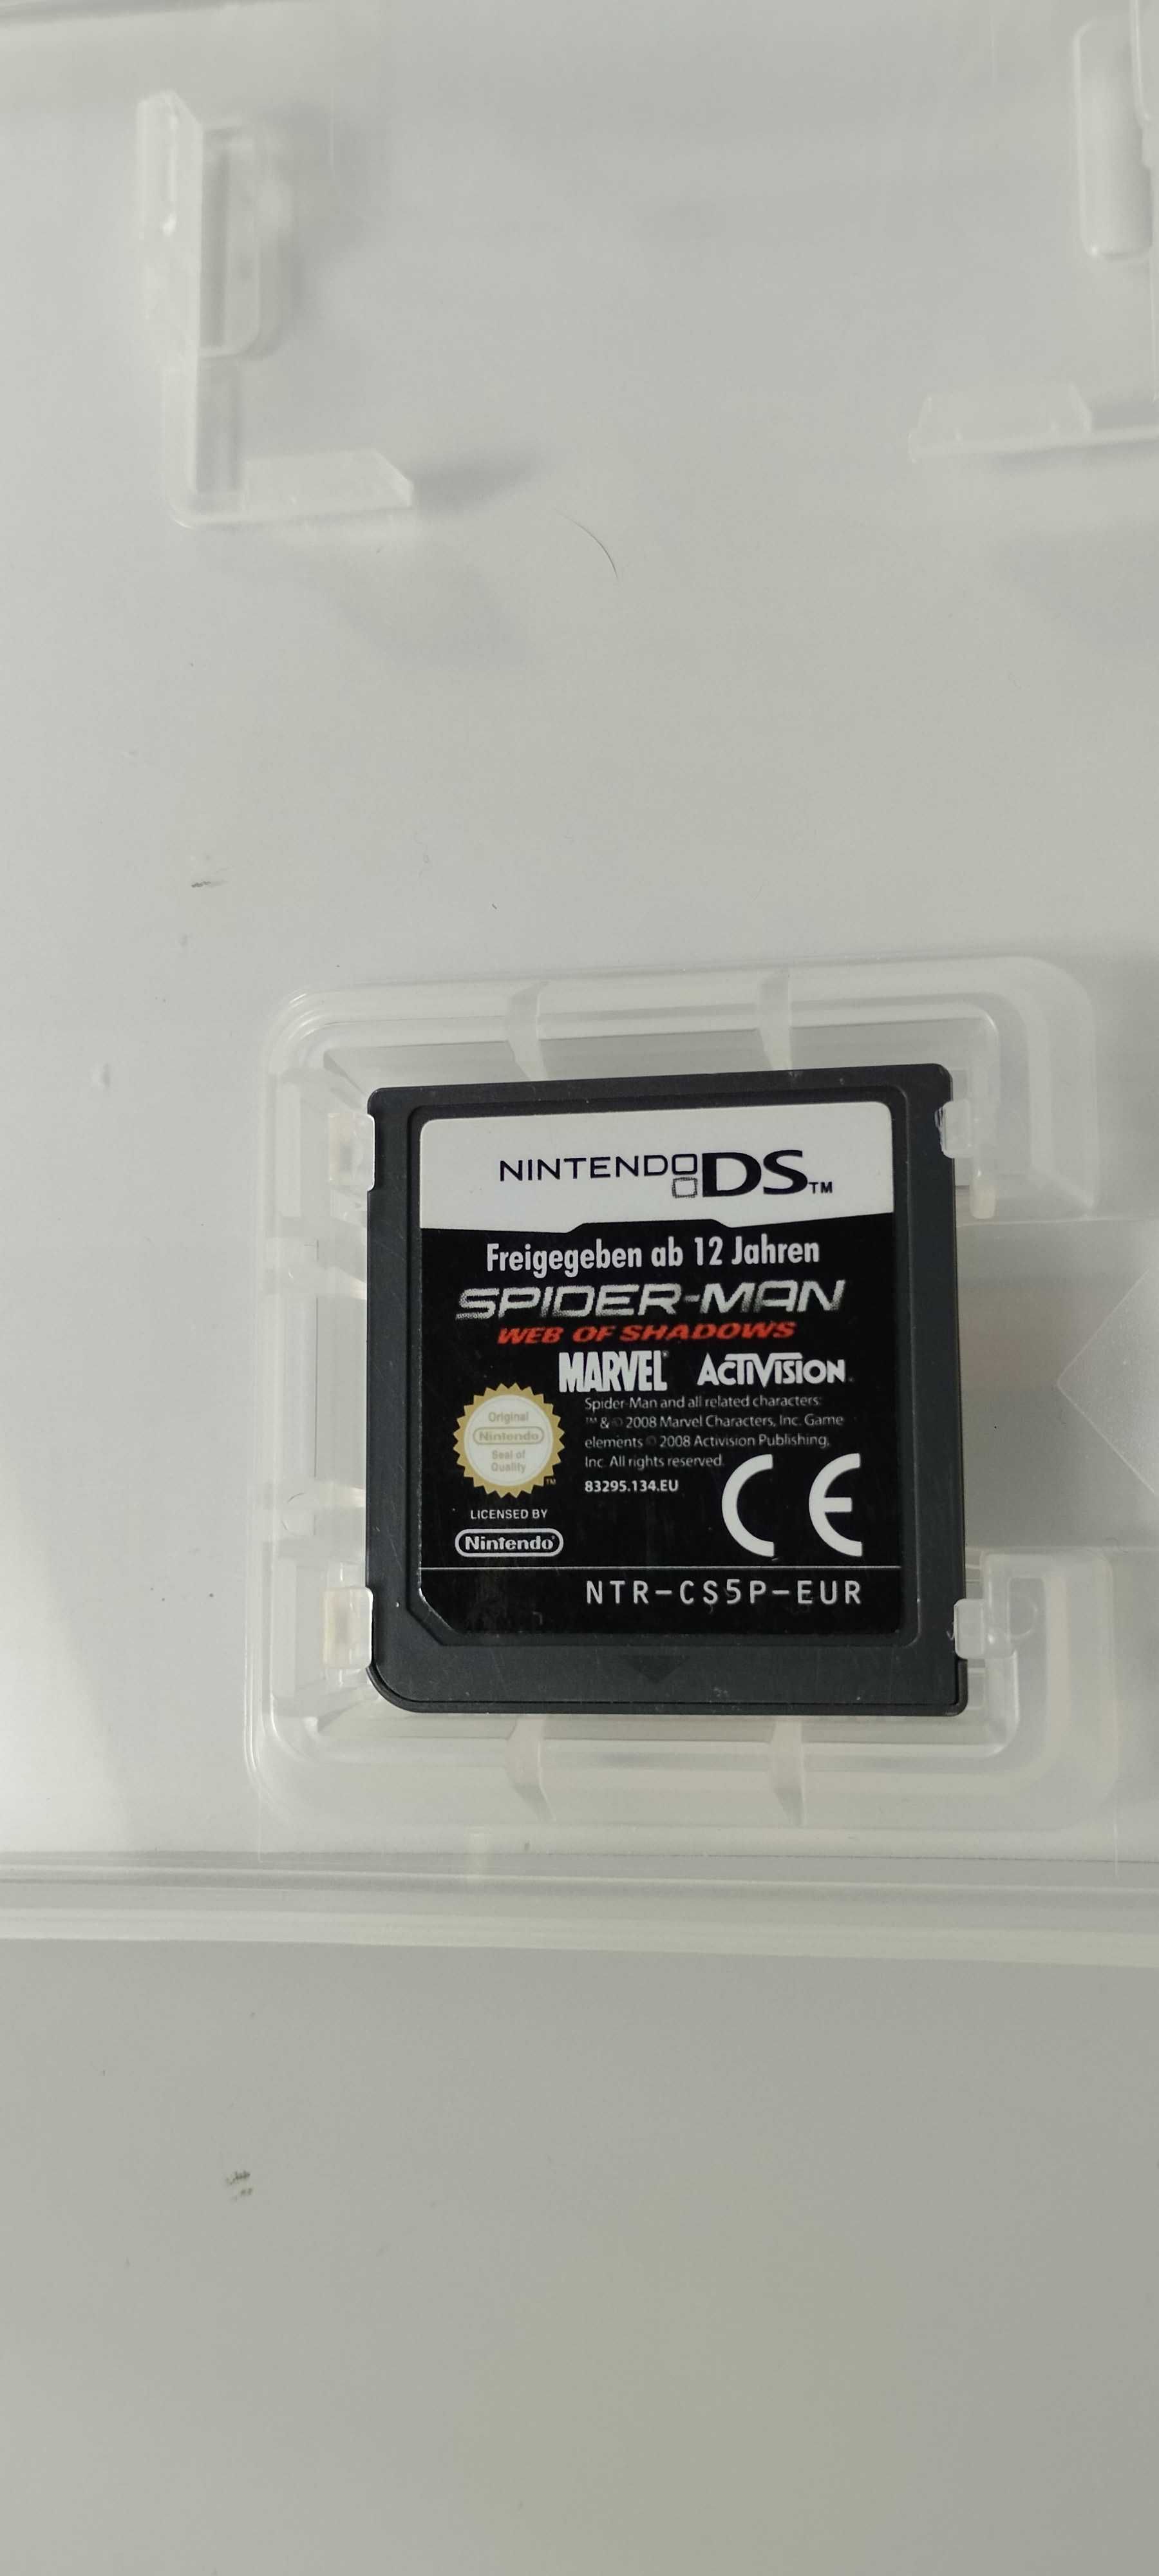 NINTENDO DS™
Freigegeben ab 12 Jahren
SPIDER-MAN
WEB OF SHADOWS
MARVEL® ACTIVISION®
Spider-Man and all related characters:
™ & © 2008 Marvel Characters, Inc. Game
elements © 2008 Activision Publishing,
Inc. All rights reserved.
83295.134.EU
Original
Nintendo
Seal of
Quality
™
LICENSED BY
Nintendo®
CE
NTR-CS5P-EUR